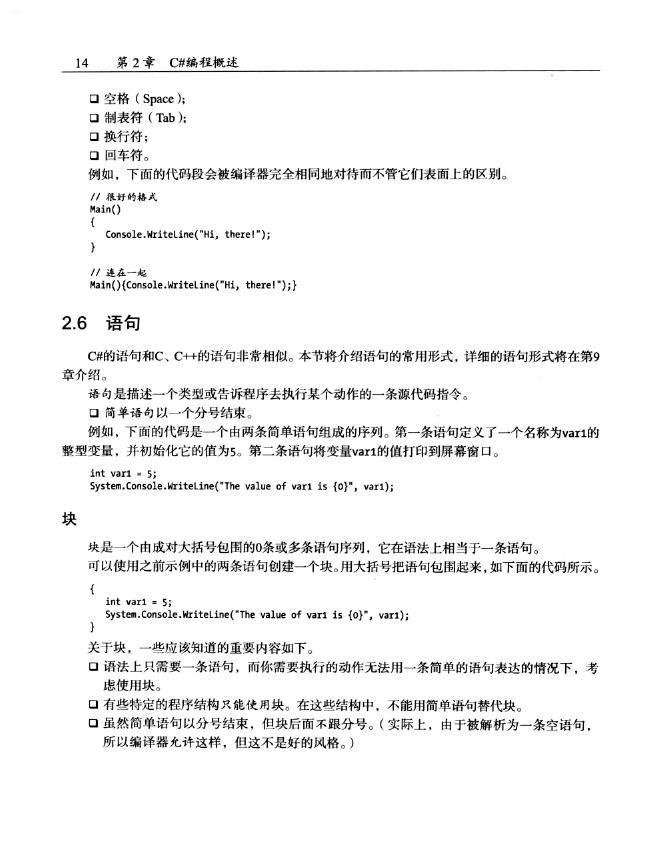 14 第2章 C#编程概述
❑ 空格（Space）；
❑ 制表符（Tab）；
❑ 换行符；
❑ 回车符。
例如，下面的代码段会被编译器完全相同地对待而不管它们表面上的区别。
// 很好的格式
Main()
{
Console.WriteLine("Hi, there!");
}
// 连在一起
Main(){Console.WriteLine("Hi, there!");}
2.6 语句
C#的语句和C、C++的语句非常相似。本节将介绍语句的常用形式，详细的语句形式将在第9
章介绍。
语句是描述一个类型或告诉程序去执行某个动作的一条源代码指令。
❑ 简单语句以一个分号结束。
例如，下面的代码是一个由两条简单语句组成的序列。第一条语句定义了一个名称为var1的
整型变量，并初始化它的值为5。第二条语句将变量var1的值打印到屏幕窗口。
int var1 = 5;
System.Console.WriteLine("The value of var1 is {0}", var1);
块
块是一个由成对大括号包围的0条或多条语句序列，它在语法上相当于一条语句。
可以使用之前示例中的两条语句创建一个块。用大括号把语句包围起来，如下面的代码所示。
{
int var1 = 5;
System.Console.WriteLine("The value of var1 is {0}", var1);
}
关于块，一些应该知道的重要内容如下。
❑ 语法上只需要一条语句，而你需要执行的动作无法用一条简单的语句表达的情况下，考
虑使用块。
❑ 有些特定的程序结构只能使用块。在这些结构中，不能用简单语句替代块。
❑ 虽然简单语句以分号结束，但块后面不跟分号。（实际上，由于被解析为一条空语句，
所以编译器允许这样，但这不是好的风格。）